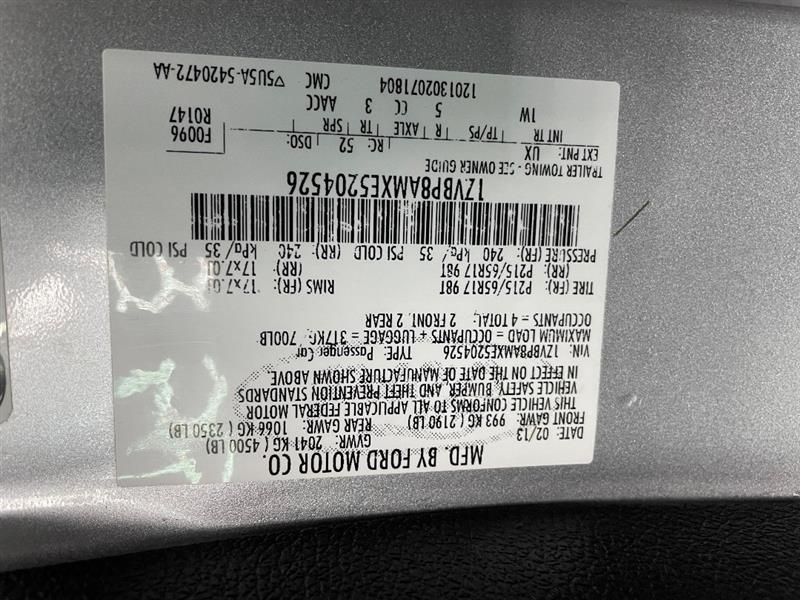 MFD. BY FORD MOTOR CO.
DATE: 02/13 GVWR: 2041 KG ( 4500 LB)
FRONT GAWR: 993 KG ( 2190 LB) REAR GAWR: 1066 KG ( 2350 LB)
THIS VEHICLE CONFORMS TO ALL APPLICABLE FEDERAL MOTOR
VEHICLE SAFETY, BUMPER, AND THEFT PREVENTION STANDARDS
IN EFFECT ON THE DATE OF MANUFACTURE SHOWN ABOVE
VIN: 1ZVBP8AMXE5204526 TYPE: Passenger Car
MAXIMUM LOAD = OCCUPANTS + LUGGAGE = 317KG: 700LB
OCCUPANTS = 4 TOTAL: 2 FRONT, 2 REAR
TIRE: (FR): P215/65R17 98T RIMS (FR): 17x7.0J
(RR): P215/65R17 98T (RR): 17x7.0J
PRESSURE (FR) 240 kPa/ 35 PSI COLD (RR): 240 kPa/ 35 PSI COLD
1ZVBP8AMXE5204526
TRAILER TOWING - SEE OWNER GUIDE
EXT PNT: UX RC: 52 DSO: F0096
INT TR TP/PS R AXLE TR SPR R0147
1W 5 CC 3 AACC
1201302071804 CMC ▽5U5A-5420472-AA